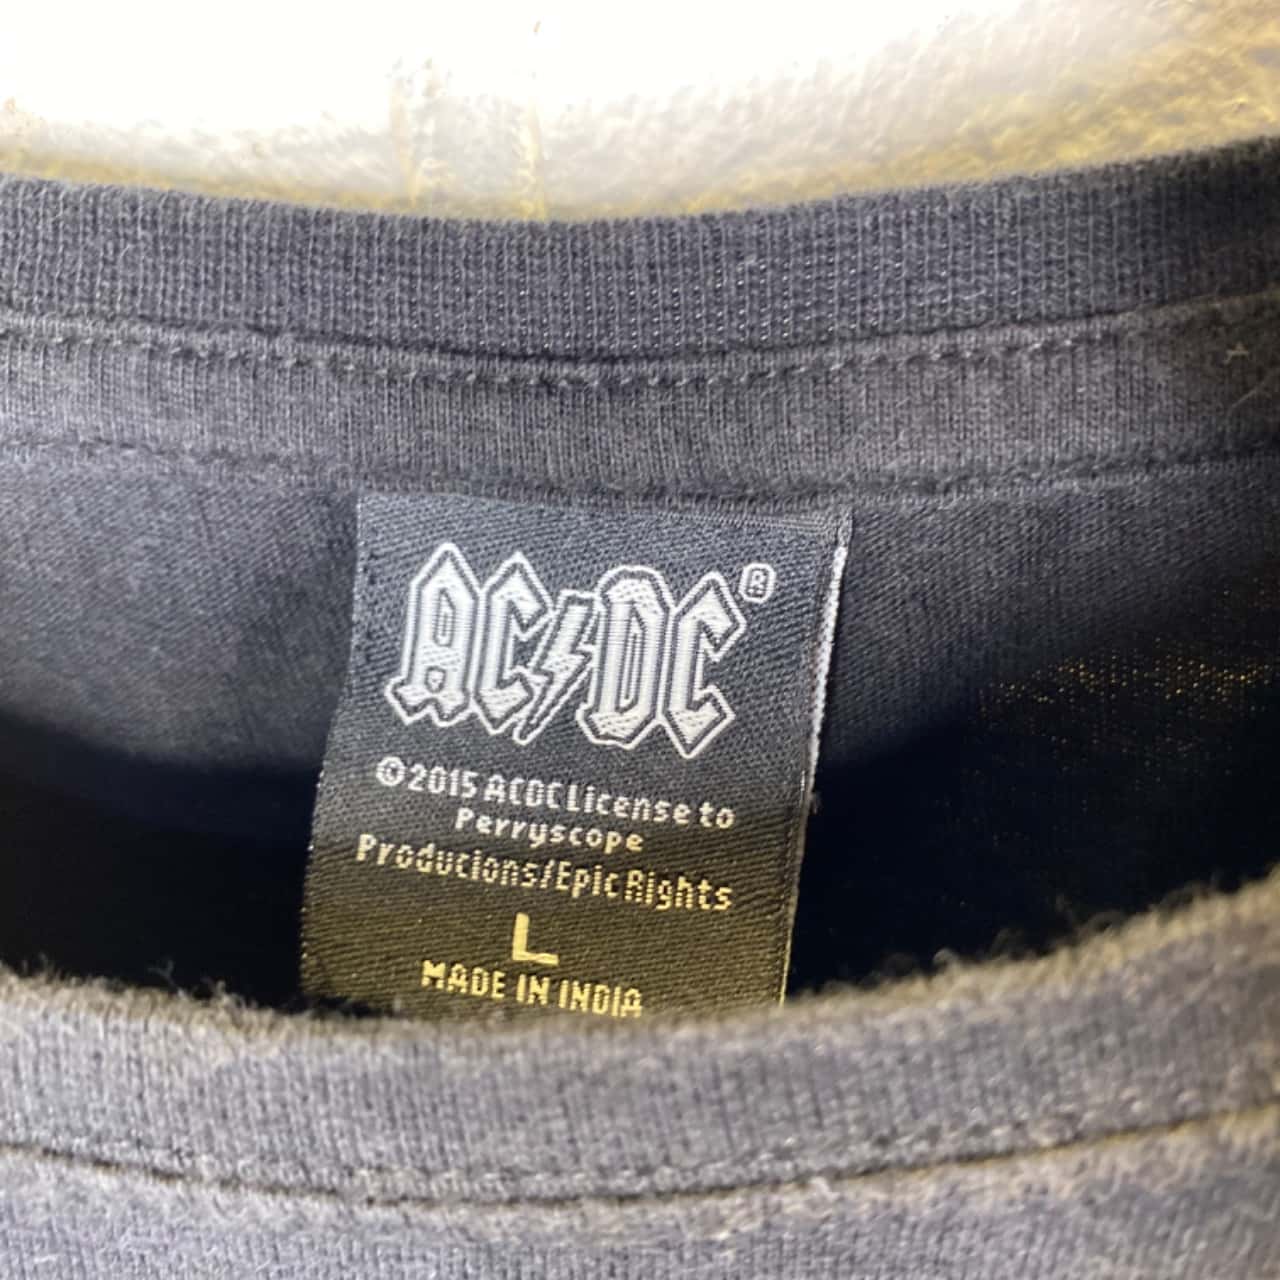 AC/DC®
©2015 ACDC License to
Perryscope
Producions/Epic Rights
L
MADE IN INDIA